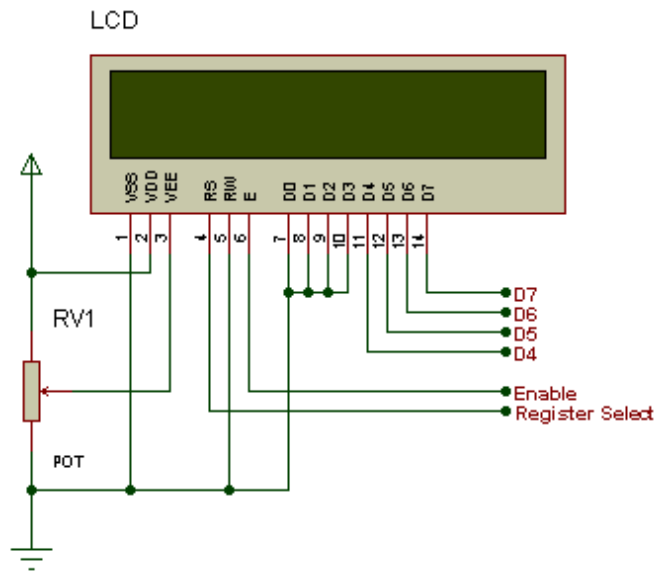 LCD
VSS VDD VEE RS RW E D0 D1 D2 D3 D4 D5 D6 D7
1 2 3 4 5 6 7 8 9 10 11 12 13 14
D7
D6
RV1
D5
D4
Enable
Register Select
POT